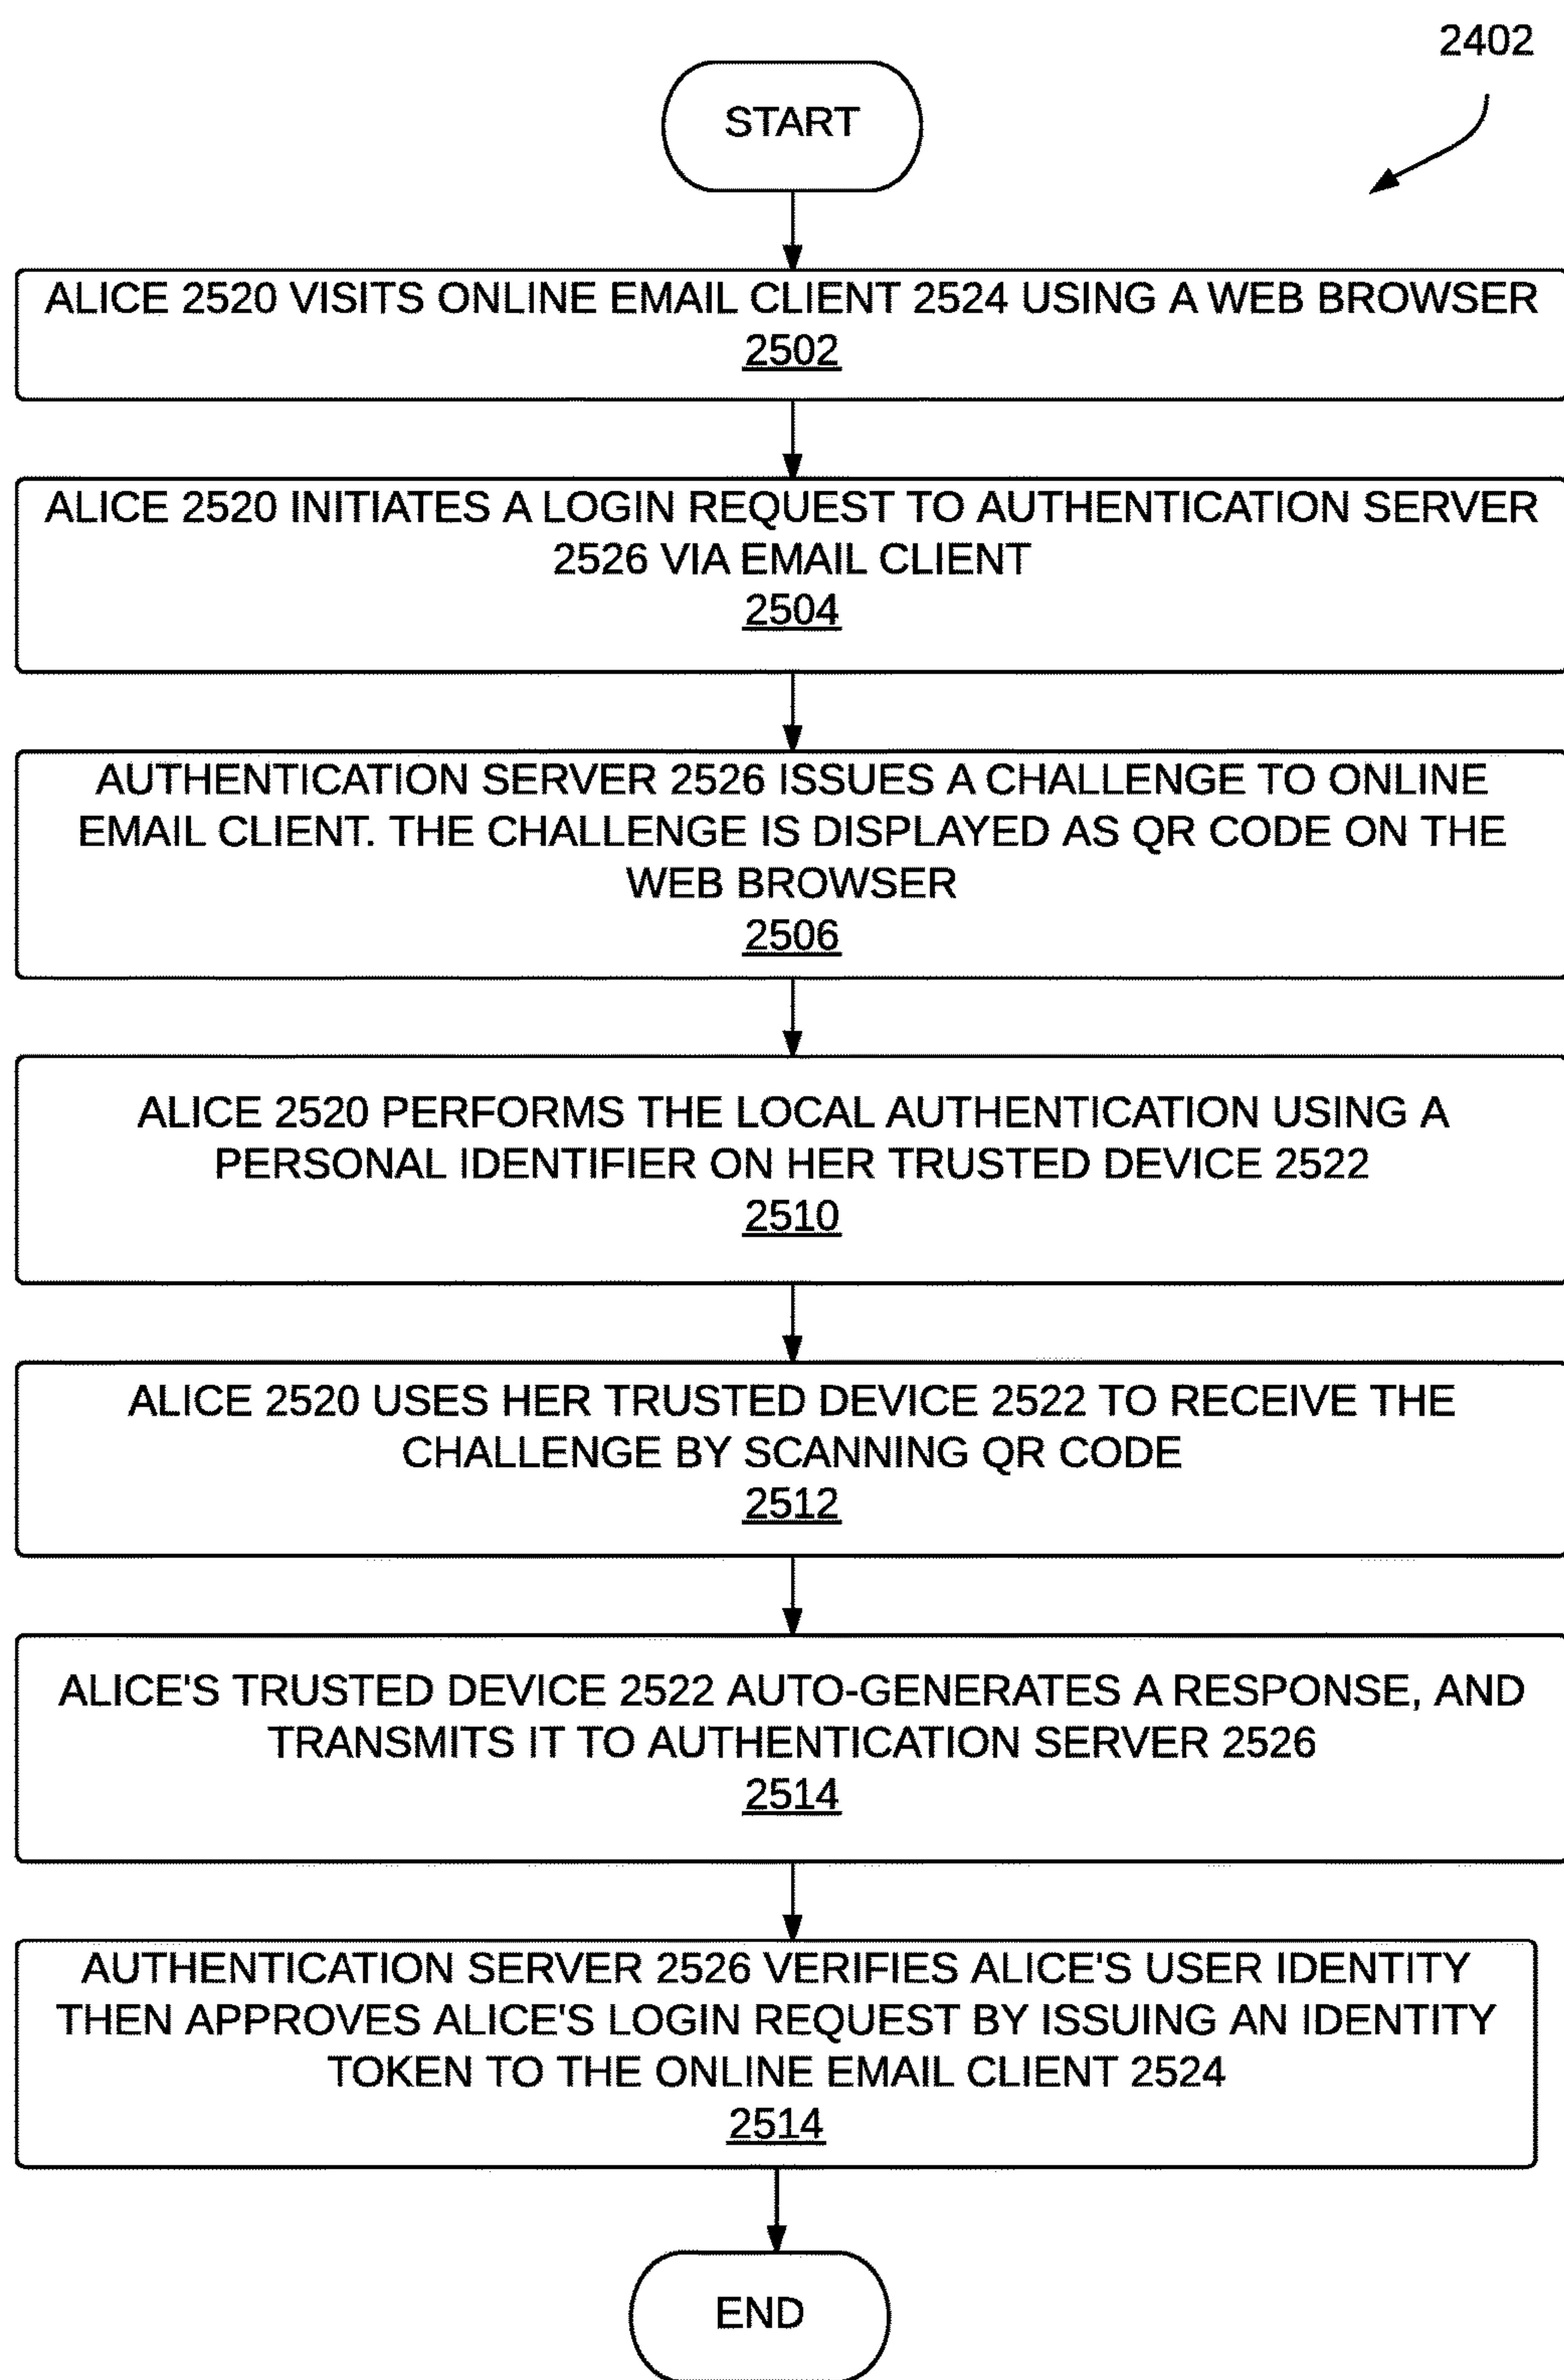 2402
START
ALICE 2520 VISITS ONLINE EMAIL CLIENT 2524 USING A WEB BROWSER
2502
ALICE 2520 INITIATES A LOGIN REQUEST TO AUTHENTICATION SERVER
2526 VIA EMAIL CLIENT
2504
AUTHENTICATION SERVER 2526 ISSUES A CHALLENGE TO ONLINE
EMAIL CLIENT. THE CHALLENGE IS DISPLAYED AS QR CODE ON THE
WEB BROWSER
2506
ALICE 2520 PERFORMS THE LOCAL AUTHENTICATION USING A
PERSONAL IDENTIFIER ON HER TRUSTED DEVICE 2522
2510
ALICE 2520 USES HER TRUSTED DEVICE 2522 TO RECEIVE THE
CHALLENGE BY SCANNING QR CODE
2512
ALICE'S TRUSTED DEVICE 2522 AUTO-GENERATES A RESPONSE, AND
TRANSMITS IT TO AUTHENTICATION SERVER 2526
2514
AUTHENTICATION SERVER 2526 VERIFIES ALICE'S USER IDENTITY
THEN APPROVES ALICE'S LOGIN REQUEST BY ISSUING AN IDENTITY
TOKEN TO THE ONLINE EMAIL CLIENT 2524
2514
END